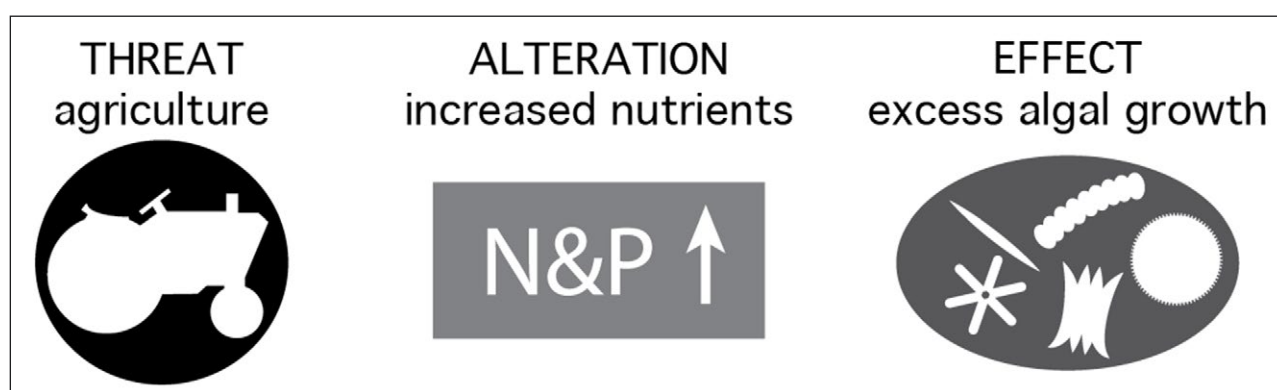 THREAT
agriculture
ALTERATION
increased nutrients
N&P
EFFECT
excess algal growth